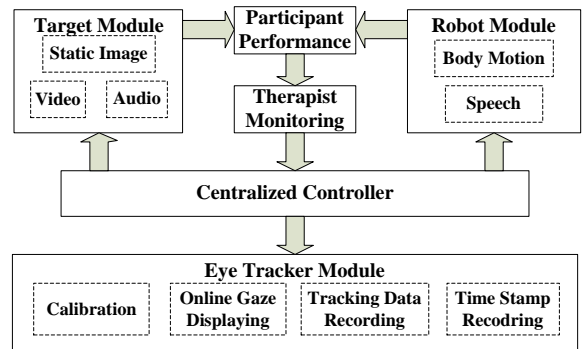 Target Module
Static Image
Video
Audio
Participant
Performance
Therapist
Monitoring
Robot Module
Body Motion
Speech
Centralized Controller
Eye Tracker Module
Calibration
Online Gaze
Displaying
Tracking Data
Recording
Time Stamp
Recodring